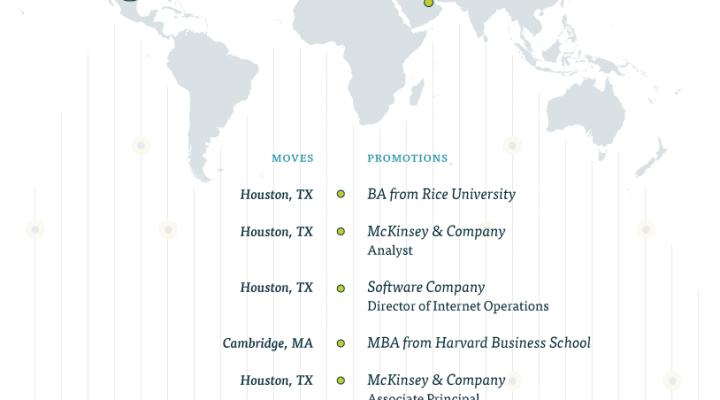 MOVES PROMOTIONS
Houston, TX BA from Rice University
Houston, TX McKinsey & Company
Analyst
Houston, TX Software Company
Director of Internet Operations
Cambridge, MA MBA from Harvard Business School
Houston, TX McKinsey & Company
Associate Principal